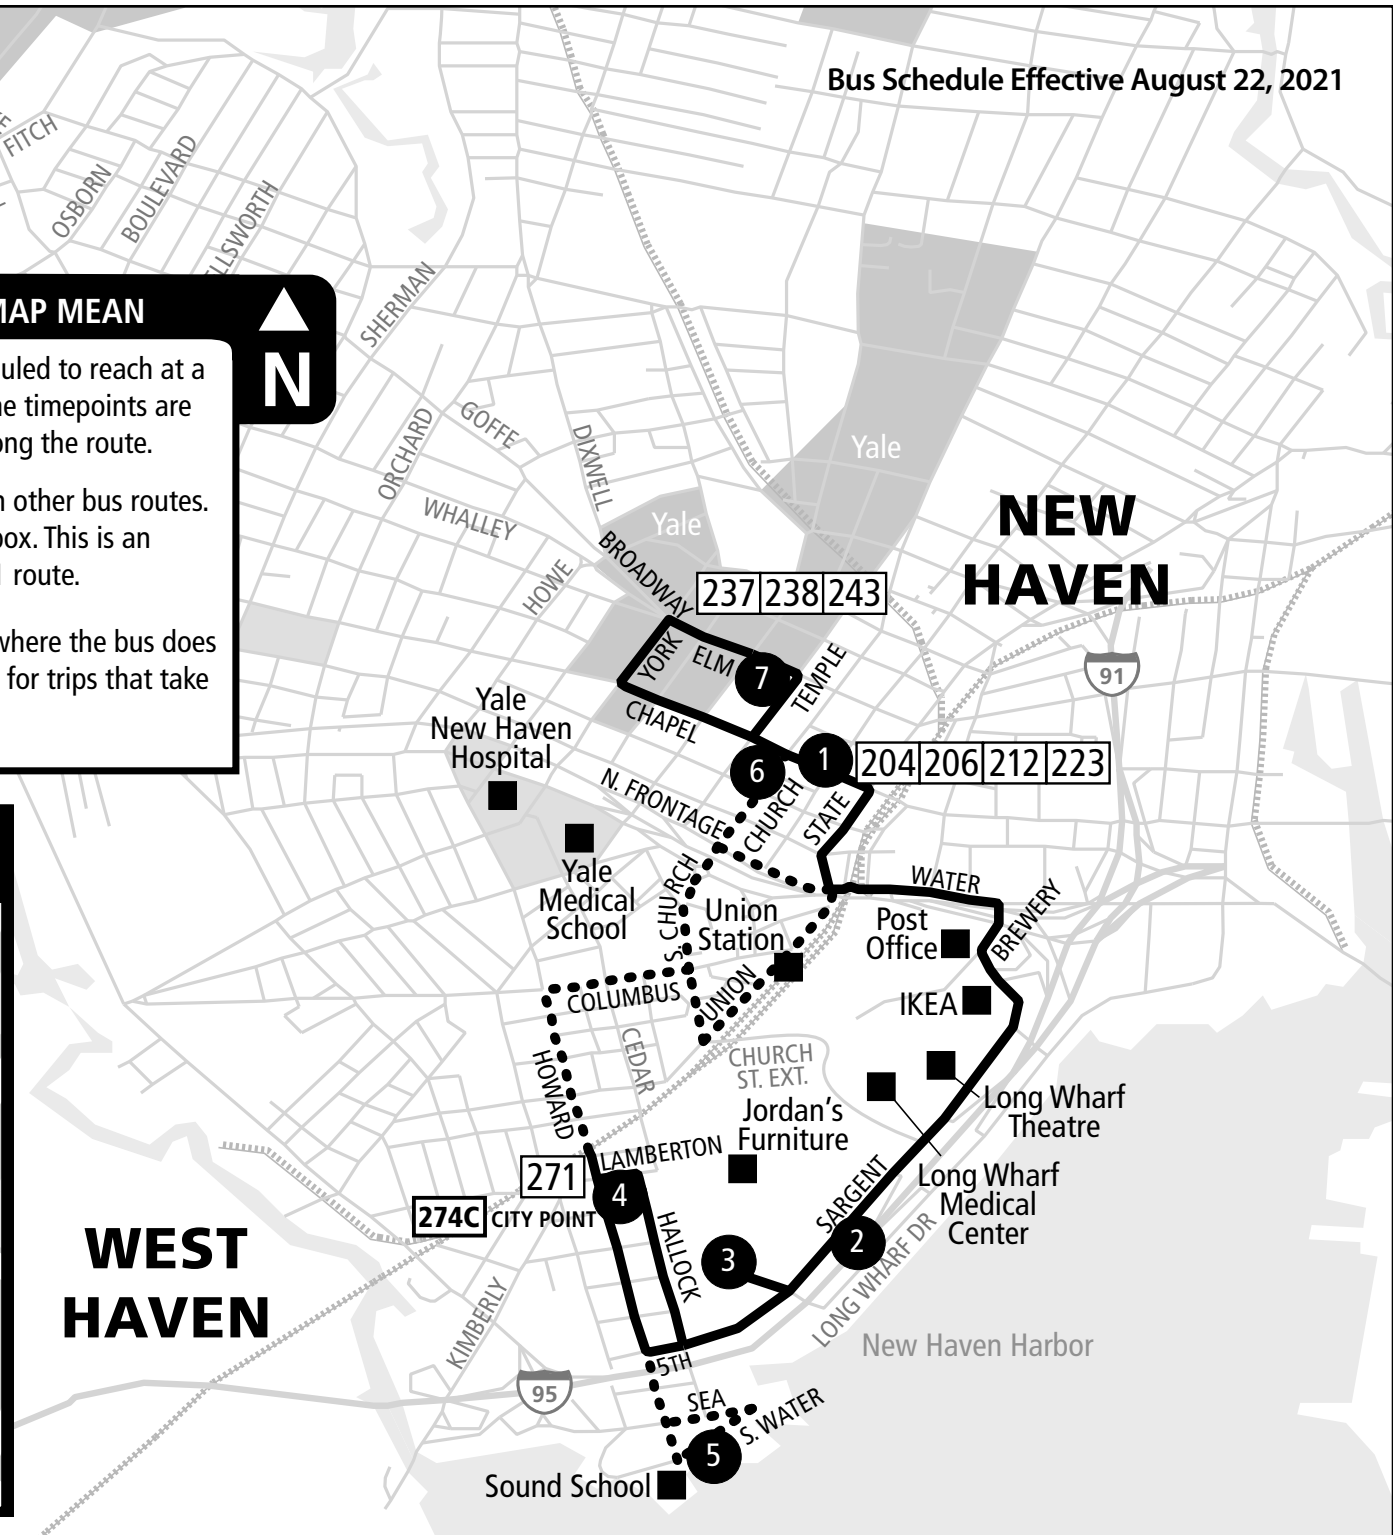 Bus Schedule Effective August 22, 2021
FITCH
OSBORN
BOULEVARD
ELLSWORTH
SHERMAN
MAP MEAN
N
uled to reach at a
ne timepoints are
ong the route.
n other bus routes.
box. This is an
route.
where the bus does
for trips that take
ORCHARD
GOFFE
DIXWELL
WHALLEY
HOWE
Yale
Yale
NEW
HAVEN
BROADWAY
237 238 243
YORK
ELM
7
TEMPLE
91
CHAPEL
Yale
New Haven
Hospital
6
1
204 206 212 223
N. FRONTAGE
CHURCH
STATE
Yale
Medical
School
S. CHURCH
Union
Station
WATER
Post
Office
BREWERY
COLUMBUS
UNION
IKEA
HOWARD
CEDAR
CHURCH
ST. EXT.
Long Wharf
Theatre
Jordan's
Furniture
LAMBERTON
271
4
274C CITY POINT
HALLOCK
SARGENT
Long Wharf
Medical
Center
2
3
LONG WHARF DR
WEST
HAVEN
KIMBERLY
New Haven Harbor
5TH
95
SEA
S. WATER
5
Sound School